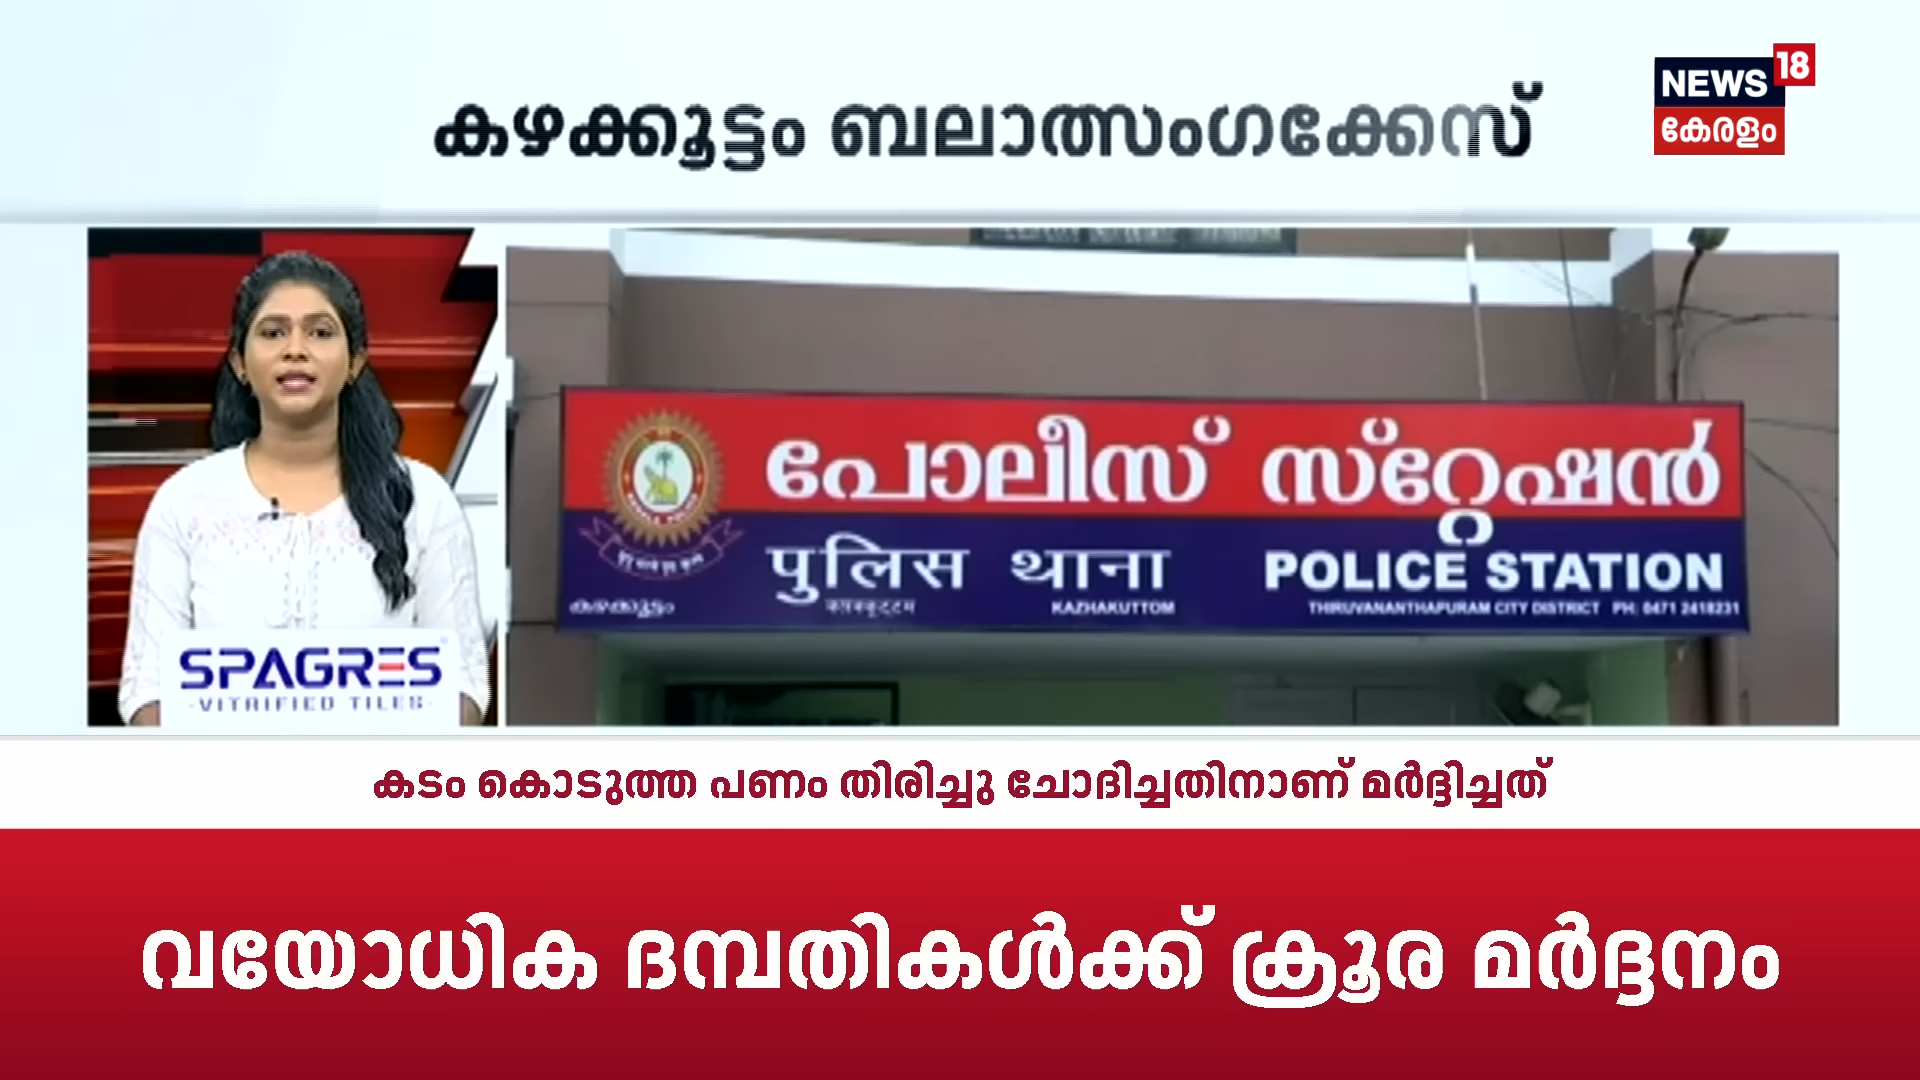 കഴക്കൂട്ടം ബലാത്സംഗക്കേസ്
NEWS 18
കേരളം
പോലീസ് സ്റ്റേഷൻ
पुलिस थाना
POLICE STATION
കഴക്കൂട്ടം
KAZHAKUTTOM
THIRUVANANTHAPURAM CITY DISTRICT PH: 0471 2418231
SPAGRES
-VITRIFIED TILES-
കടം കൊടുത്ത പണം തിരിച്ചു ചോദിച്ചതിനാണ് മർദ്ദിച്ചത്
വയോധിക ദമ്പതികൾക്ക് ക്രൂര മർദ്ദനം